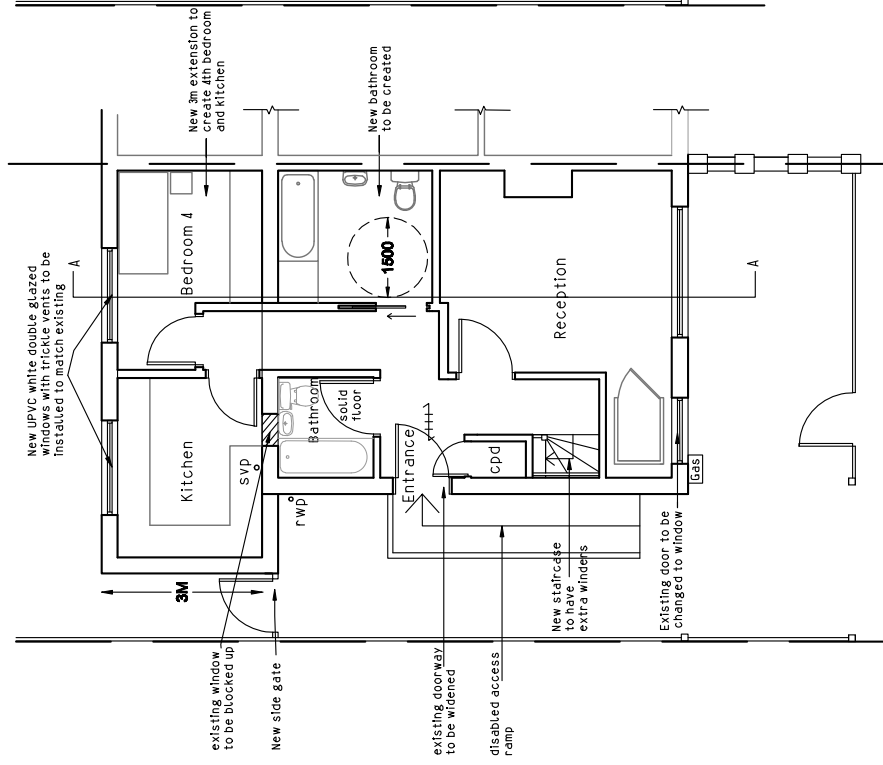 New UPVC white double glazed
windows with trickle vents to be
installed to match existing
New 3m extension to
create 4th bedroom
and kitchen
New bathroom
to be created
Bedroom 4
A
1500
A
Reception
Kitchen
svp
Bathroom
solid
floor
Entrance
cpd
Gas
rwp
3M
existing window
to be blocked up
New side gate
existing doorway
to be widened
disabled access
ramp
New staircase
to have
extra winders
Existing door to be
changed to window